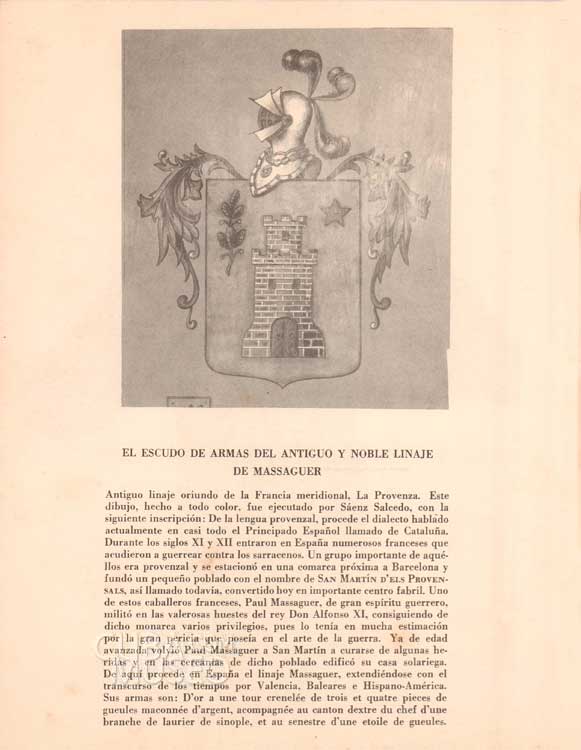 EL ESCUDO DE ARMAS DEL ANTIGUO Y NOBLE LINAJE
DE MASSAGUER
Antiguo linaje oriundo de la Francia meridional, La Provenza. Este
dibujo, hecho a todo color, fue ejecutado por Sáenz Salcedo, con la
siguiente inscripción: De la lengua provenzal, procede el dialecto hablado
actualmente en casi todo el Principado Español llamado de Cataluña.
Durante los siglos XI y XII entraron en España numerosos franceses que
acudieron a guerrear contra los sarracenos. Un grupo importante de aqué-
llos era provenzal y se estacionó en una comarca próxima a Barcelona y
fundó un pequeño poblado con el nombre de SAN MARTÍN D'ELS PROVEN-
SALS, así llamado todavía, convertido hoy en importante centro fabril. Uno
de estos caballeros franceses, Paul Massaguer, de gran espíritu guerrero,
militó en las valerosas huestes del rey Don Alfonso XI, consiguiendo de
dicho monarca varios privilegios, pues lo tenía en mucha estimación
por la gran pericia que poseía en el arte de la guerra. Ya de edad
avanzada volvió Paul Massaguer a San Martín a curarse de algunas he-
ridas y en las cercanías de dicho poblado edificó su casa solariega.
De aquí procede en España el linaje Massaguer, extendiéndose con el
transcurso de los tiempos por Valencia, Baleares e Hispano-América.
Sus armas son: D'or a une tour crenelée de trois et quatre pieces de
gueules maconnée d'argent, acompagnée au canton dextre du chef d'une
branche de laurier de sinople, et au senestre d'une etoile de gueules.